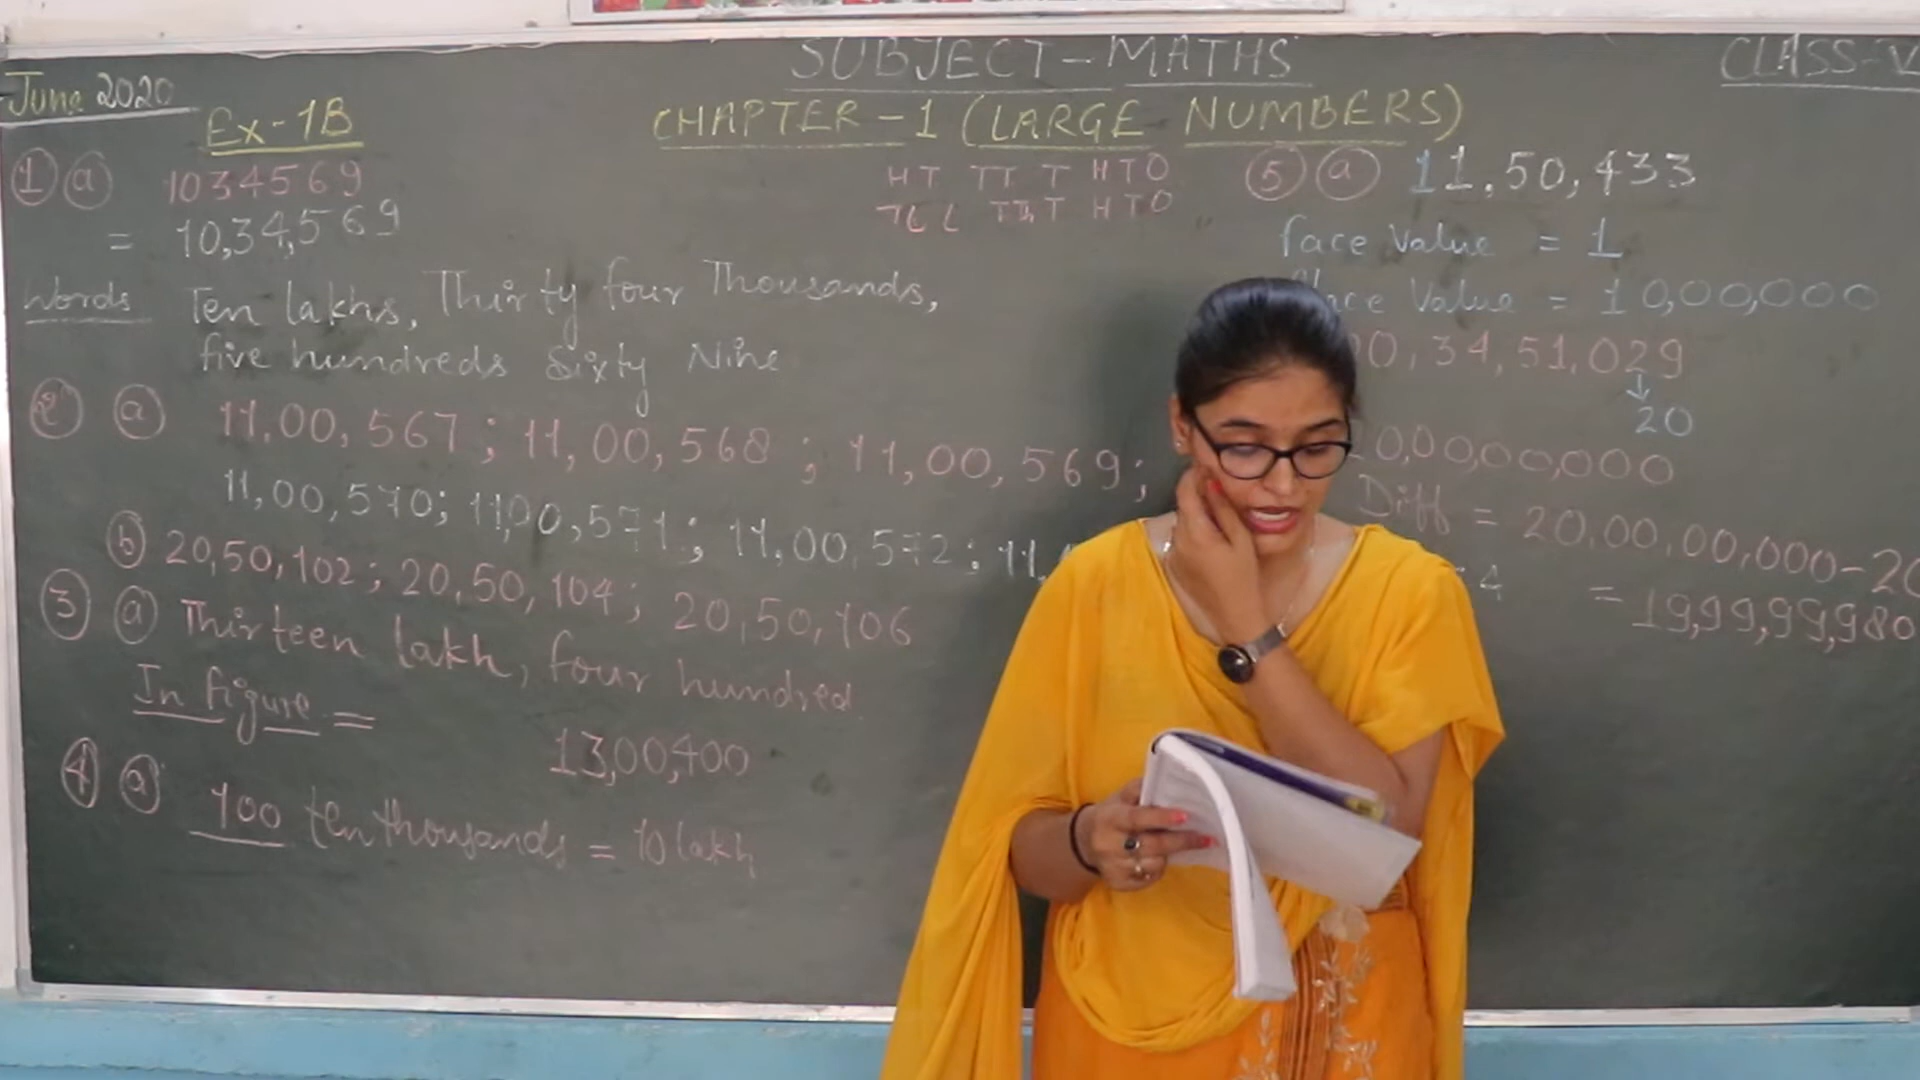 SUBJECT-MATHS
CLASS-V
June 2020
Ex-1B
CHAPTER-1 (LARGE NUMBERS)
1 a 1034569
= 10,34,569
Words Ten lakhs, Thirty four Thousands,
five hundreds Sixty Nine
2 a 11,00,567; 11,00,568; 11,00,569;
11,00,570; 11,00,571; 11,00,572; 11,
b 20,50,102; 20,50,104; 20,50,106
3 a Thirteen lakh, four hundred
In figure = 13,00,400
4 a 100 ten thousands = 10 lakh
HT TT T H T O
TL L TTh T H T O
5 a 11,50,433
face Value = 1
Value = 10,00,000
0,34,51,029
20
0,00,00,000
Diff = 20,00,00,000-20
= 19,99,99,980